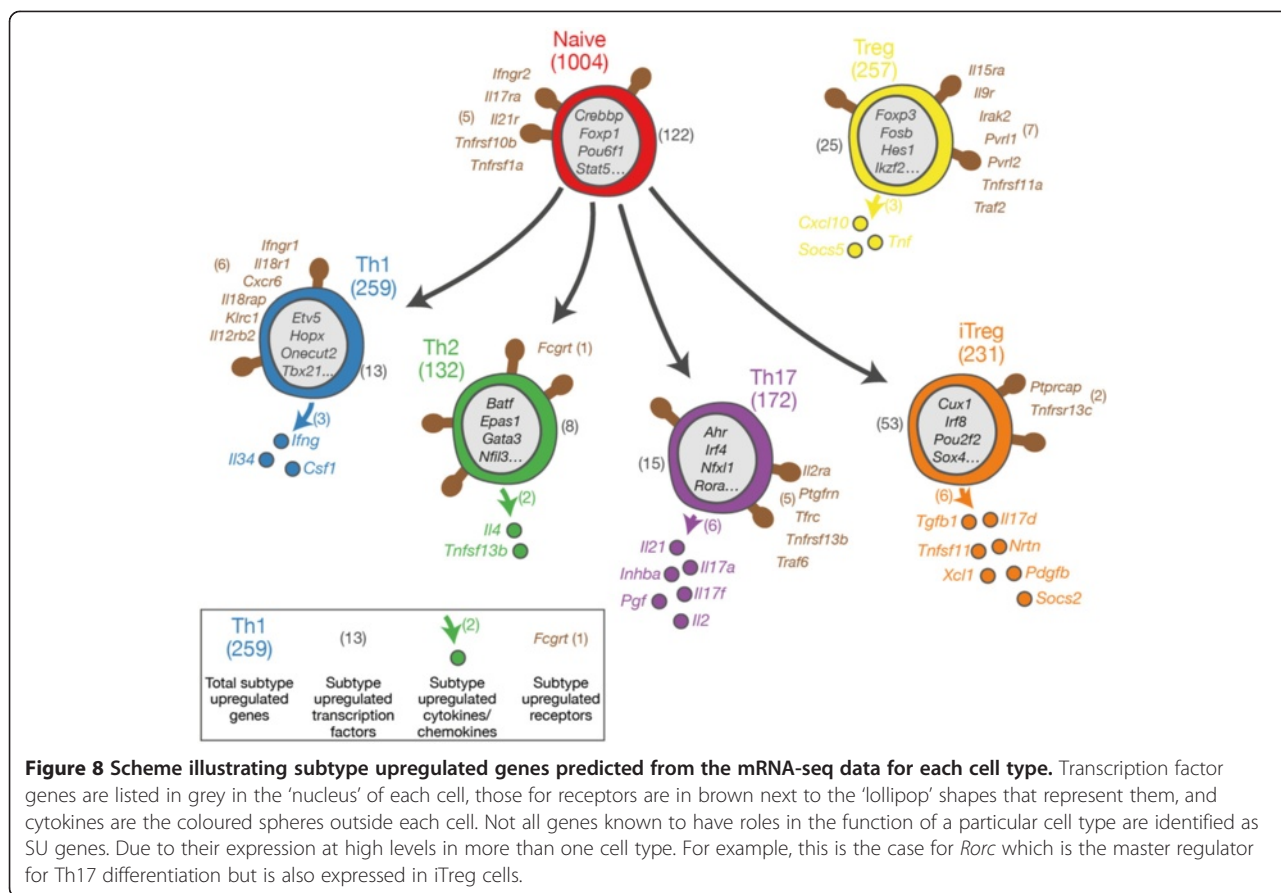 Naive
(1004)
Ifngr2
Il17ra
(5) Il21r
Tnfrsf10b
Tnfrsf1a
Crebbp
Foxp1
Pou6f1
Stat5...
(122)
Treg
(257)
(25)
Foxp3
Fosb
Hes1
Ikzf2...
Il15ra
Il9r
Irak2
Pvrl1 (7)
Pvrl2
Tnfrsf11a
Traf2
(3)
Cxcl10
Tnf
Socs5
Th1
(259)
Ifngr1
(6) Il18r1
Cxcr6
Il18rap
Klrc1
Il12rb2
Etv5
Hopx
Onecut2
Tbx21...
(13)
(3)
Ifng
Il34
Csf1
Th2
(132)
Fcgrt (1)
Batf
Epas1
Gata3
Nfil3...
(8)
(2)
Il4
Tnfsf13b
Th17
(172)
(15)
Ahr
Irf4
Nfxl1
Rora...
Il2ra
(5) Ptgfrn
Tfrc
Tnfrsf13b
Traf6
(6)
Il21
Inhba Il17a
Pgf Il17f
Il2
iTreg
(231)
(53)
Cux1
Irf8
Pou2f2
Sox4...
Ptprcap (2)
Tnfrsr13c
(6)
Tgfb1 Il17d
Tnfsf11 Nrtn
Xcl1 Pdgfb
Socs2
Th1
(259)
Total subtype
upregulated
genes
(13)
Subtype
upregulated
transcription
factors
(2)
Subtype
upregulated
cytokines/
chemokines
Fcgrt (1)
Subtype
upregulated
receptors
Figure 8 Scheme illustrating subtype upregulated genes predicted from the mRNA-seq data for each cell type. Transcription factor
genes are listed in grey in the ‘nucleus’ of each cell, those for receptors are in brown next to the ‘lollipop’ shapes that represent them, and
cytokines are the coloured spheres outside each cell. Not all genes known to have roles in the function of a particular cell type are identified as
SU genes. Due to their expression at high levels in more than one cell type. For example, this is the case for Rorc which is the master regulator
for Th17 differentiation but is also expressed in iTreg cells.